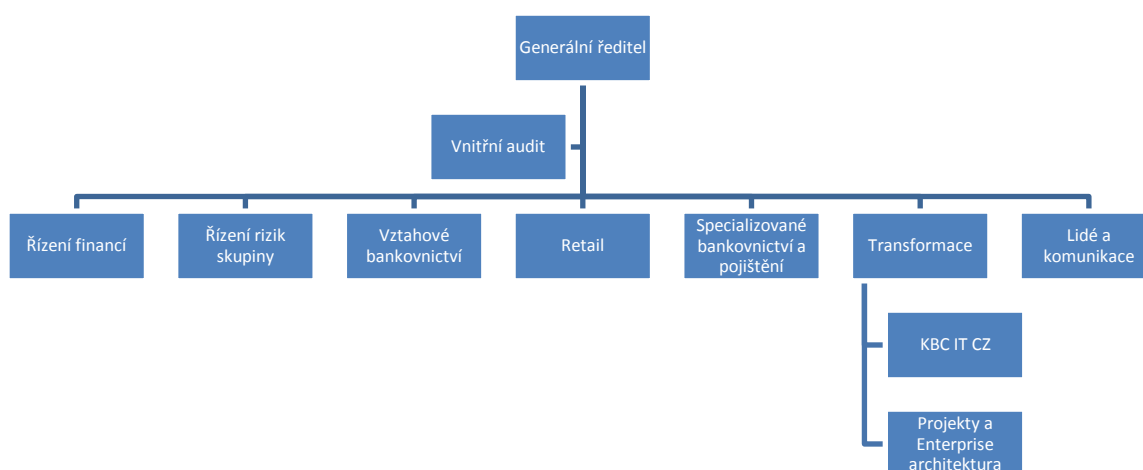 Generální ředitel
Vnitřní audit
Řízení financí
Řízení rizik
skupiny
Vztahové
bankovnictví
Retail
Specializované
bankovnictví a
pojištění
Transformace
Lidé a
komunikace
KBC IT CZ
Projekty a
Enterprise
architektura